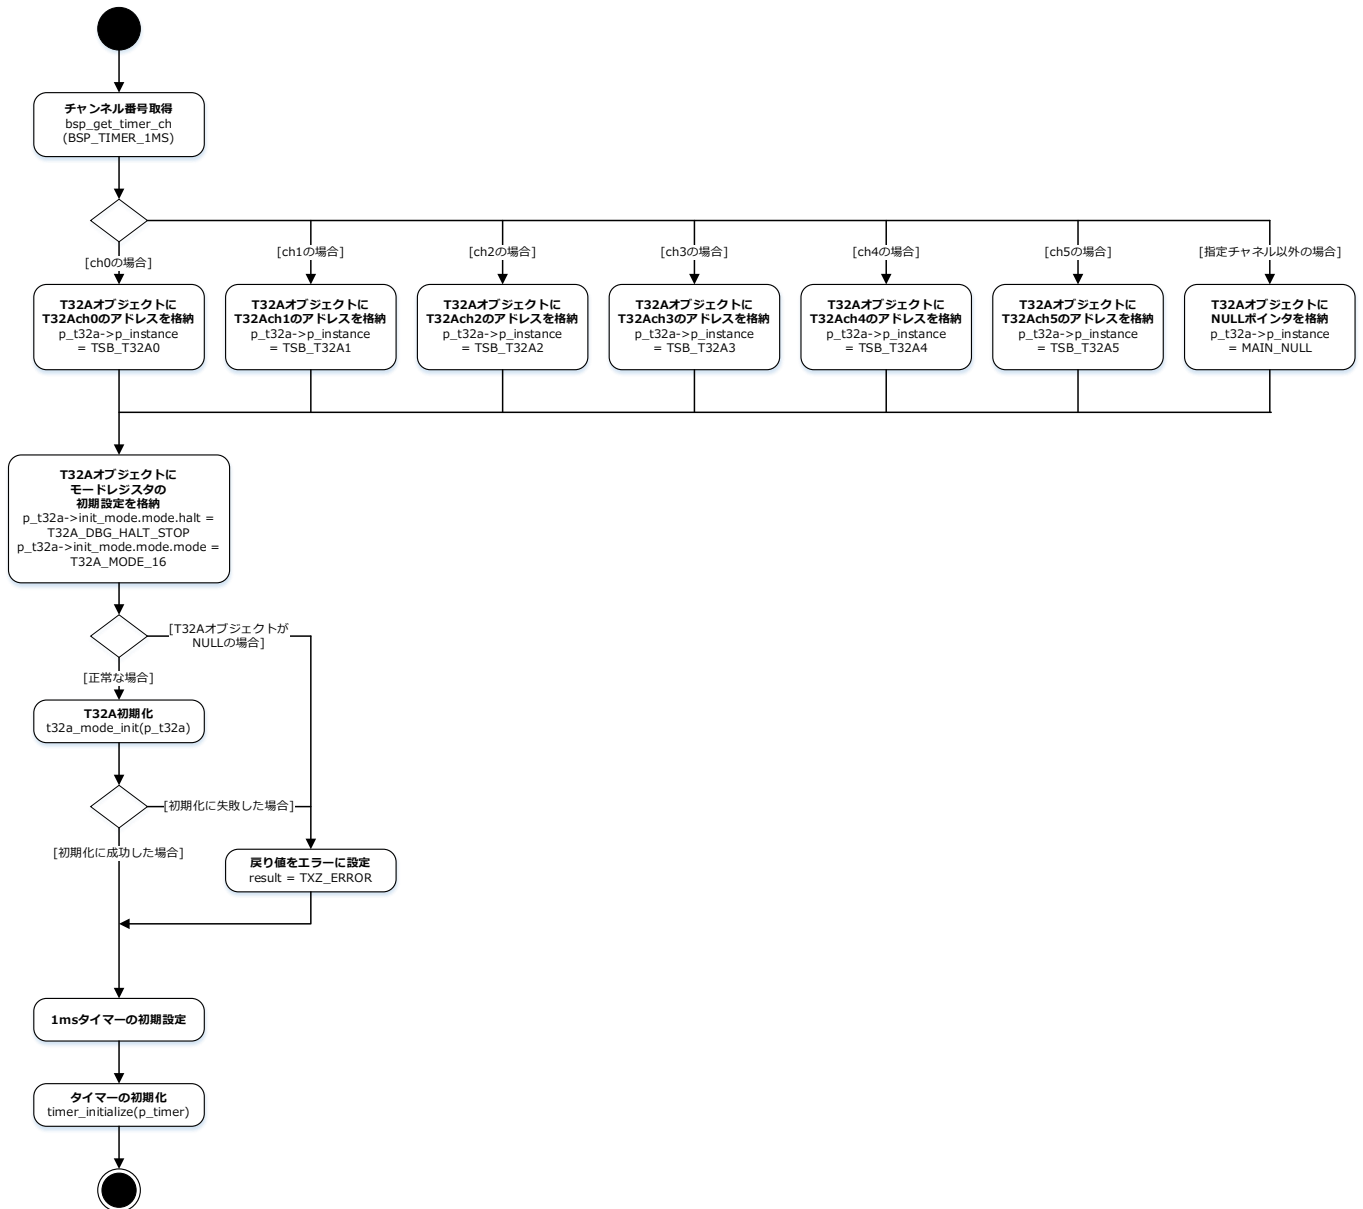 チャンネル番号取得
bsp_get_timer_ch
(BSP_TIMER_1MS)
[ch0の場合]
[ch1の場合]
[ch2の場合]
[ch3の場合]
[ch4の場合]
[ch5の場合]
[指定チャネル以外の場合]
T32Aオブジェクトに
T32Ach0のアドレスを格納
p_t32a->p_instance
= TSB_T32A0
T32Aオブジェクトに
T32Ach1のアドレスを格納
p_t32a->p_instance
= TSB_T32A1
T32Aオブジェクトに
T32Ach2のアドレスを格納
p_t32a->p_instance
= TSB_T32A2
T32Aオブジェクトに
T32Ach3のアドレスを格納
p_t32a->p_instance
= TSB_T32A3
T32Aオブジェクトに
T32Ach4のアドレスを格納
p_t32a->p_instance
= TSB_T32A4
T32Aオブジェクトに
T32Ach5のアドレスを格納
p_t32a->p_instance
= TSB_T32A5
T32Aオブジェクトに
NULLポインタを格納
p_t32a->p_instance
= MAIN_NULL
T32Aオブジェクトに
モードレジスタの
初期設定を格納
p_t32a->init_mode.mode.halt =
T32A_DBG_HALT_STOP
p_t32a->init_mode.mode.mode =
T32A_MODE_16
[T32Aオブジェクトが
NULLの場合]
[正常な場合]
T32A初期化
t32a_mode_init(p_t32a)
[初期化に失敗した場合]
[初期化に成功した場合]
戻り値をエラーに設定
result = TXZ_ERROR
1msタイマーの初期設定
タイマーの初期化
timer_initialize(p_timer)